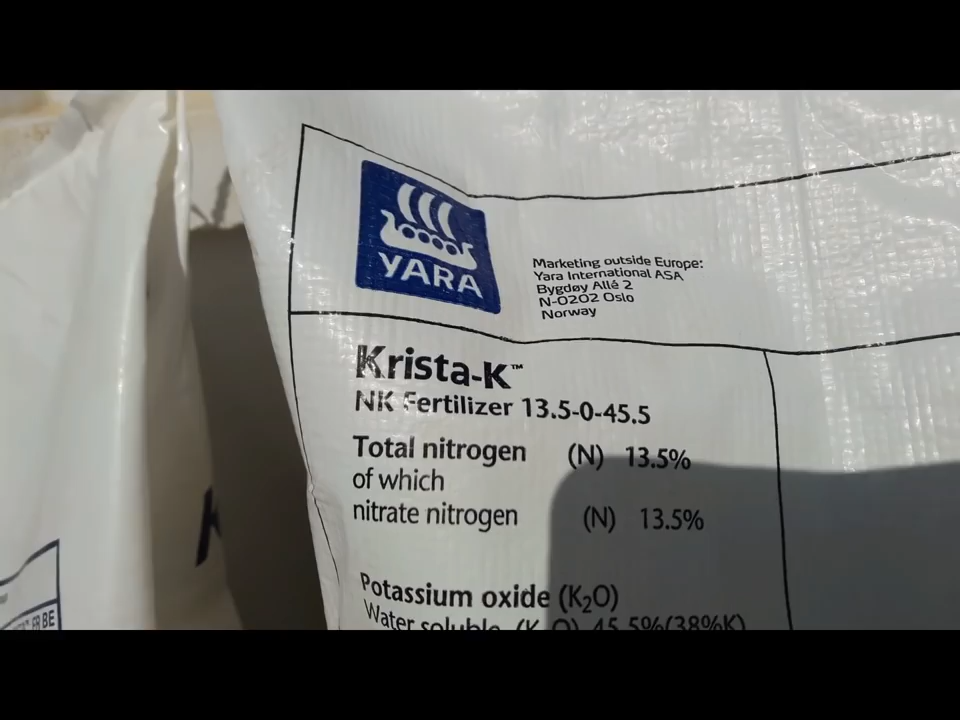 YARA
Marketing outside Europe:
Yara International ASA
Bygdøy Allé 2
N-0202 Oslo
Norway
Krista-K™
NK Fertilizer 13.5-0-45.5
Total nitrogen (N) 13.5%
of which
nitrate nitrogen (N) 13.5%
Potassium oxide (K₂O)
Water soluble (K₂O) 45.5%(38%K)
K
BE